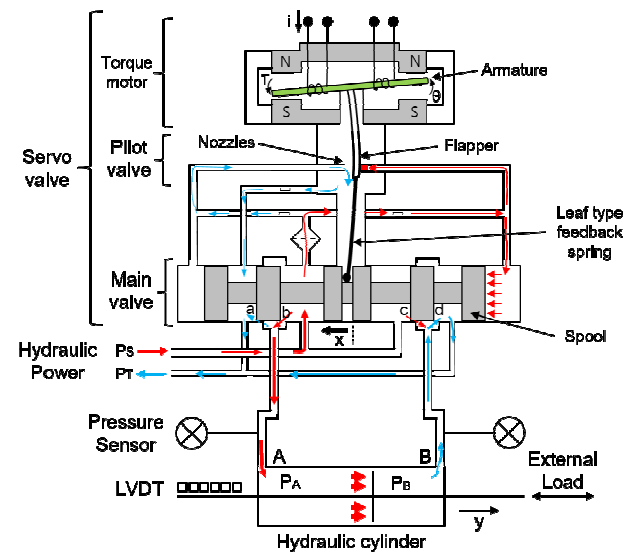 i
N
N
Torque
motor
T
θ
Armature
S
S
Nozzles
Flapper
Pilot
valve
Servo
valve
Leaf type
feedback
spring
Main
valve
a
b
c
d
x
Spool
Hydraulic
Power
PS
PT
Pressure
Sensor
A
B
External
Load
LVDT
PA
PB
y
Hydraulic cylinder